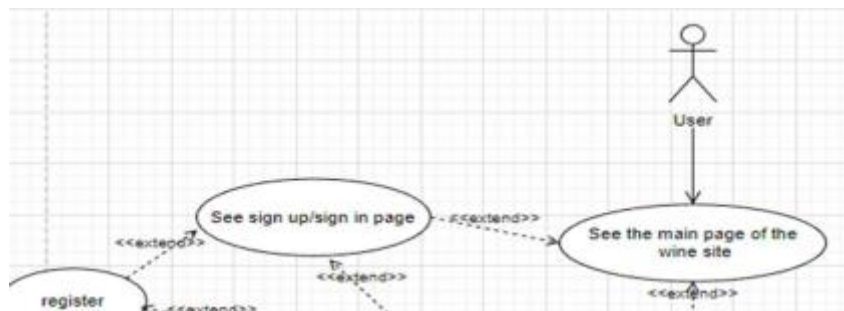 User
See sign up/sign in page
<<extend>>
See the main page of the
wine site
<<extend>>
<<extend>>
<<extend>>
register
<<extend>>